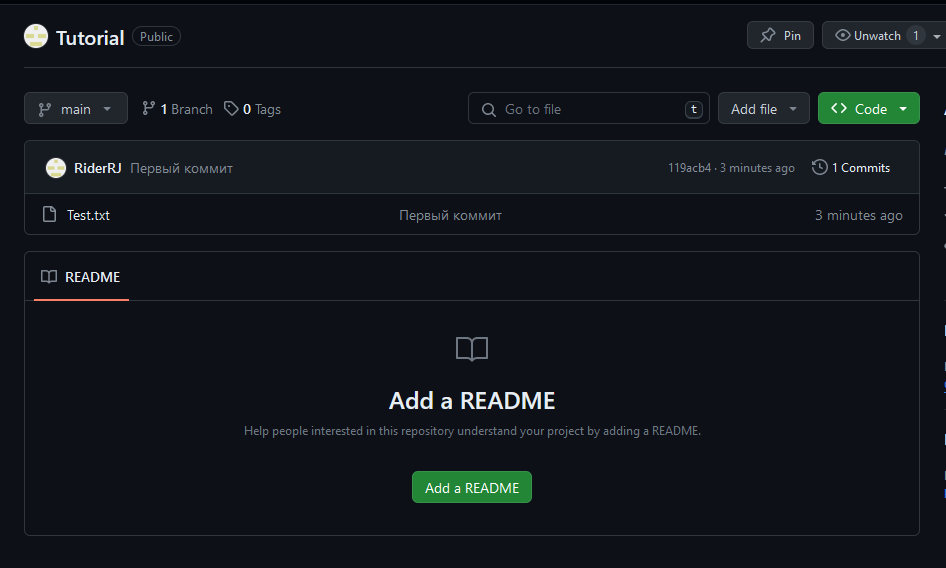 Tutorial Public Pin Unwatch 1
main 1 Branch 0 Tags Go to file t Add file Code
RiderRJ Первый коммит 119acb4 · 3 minutes ago 1 Commits
Test.txt Первый коммит 3 minutes ago
README
Add a README
Help people interested in this repository understand your project by adding a README.
Add a README